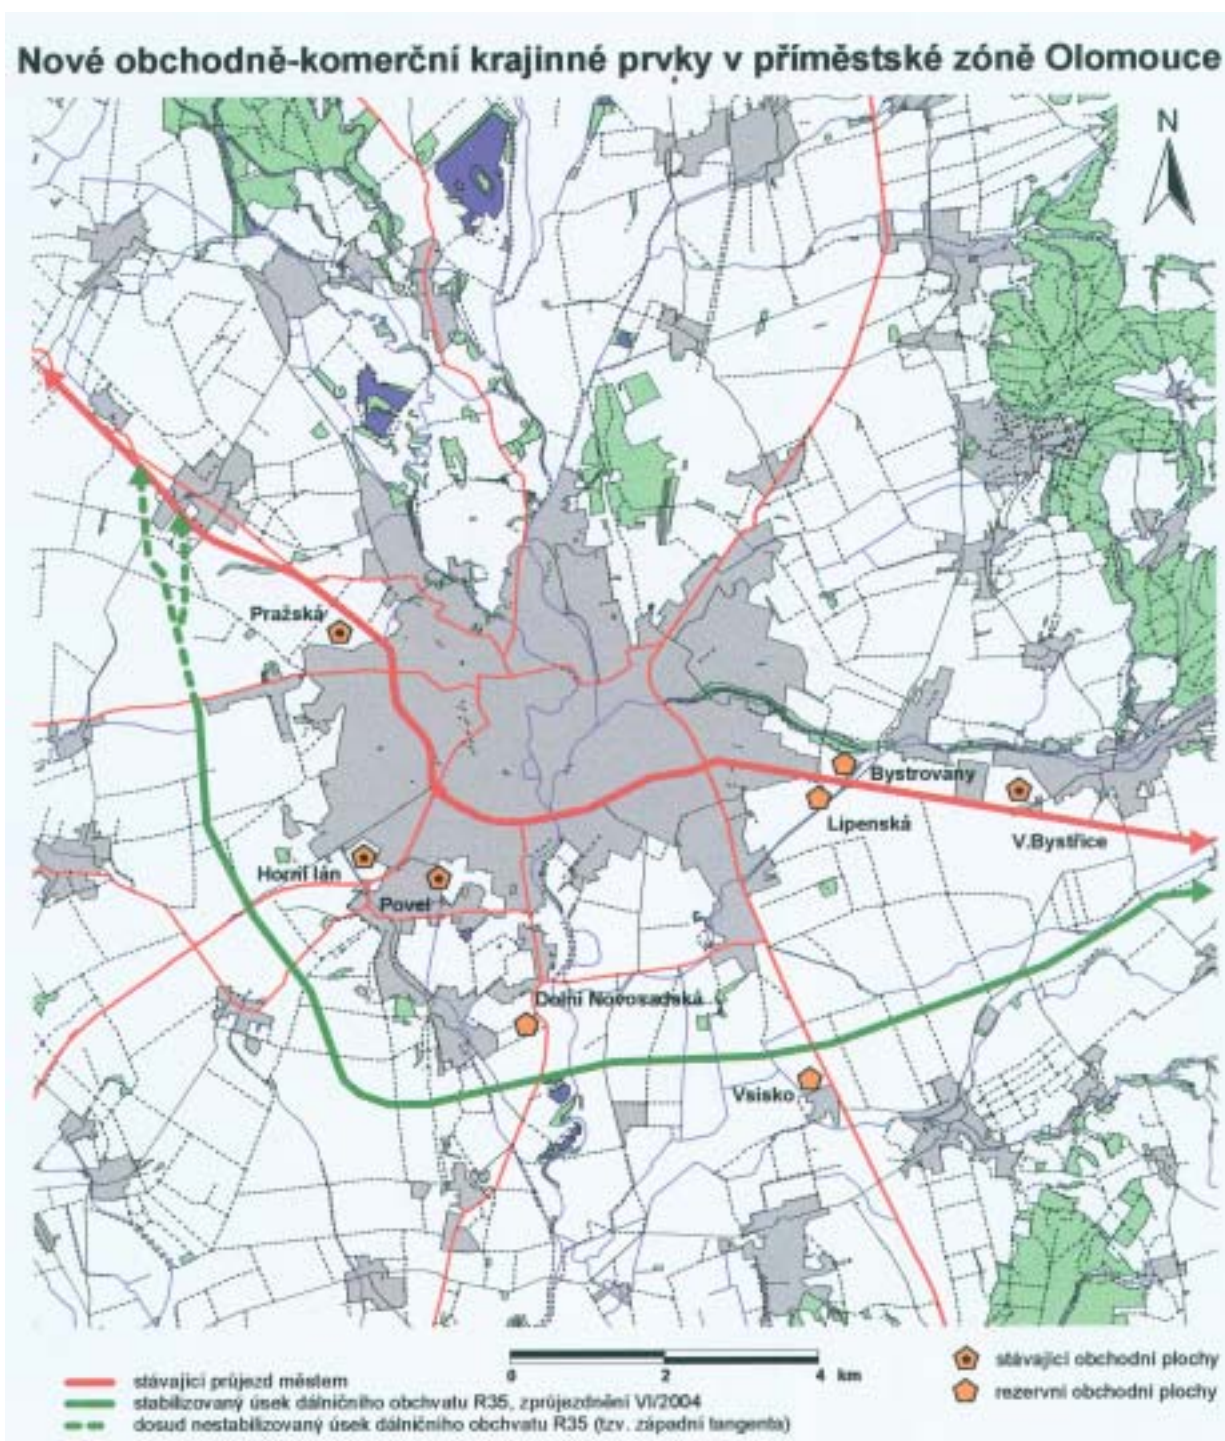 Nové obchodně-komerční krajinné prvky v příměstské zóně Olomouce
N
Pražská
Bystrovany
Lipenská
V.Bystřice
Horní lán
Povel
Dolní Novosadská
Vsisko
0 2 4 km
stávající průjezd městem
stabilizovaný úsek dálničního obchvatu R35, zprůjezdnění VI/2004
dosud nestabilizovaný úsek dálničního obchvatu R35 (tzv. západní tangenta)
stávající obchodní plochy
rezervní obchodní plochy